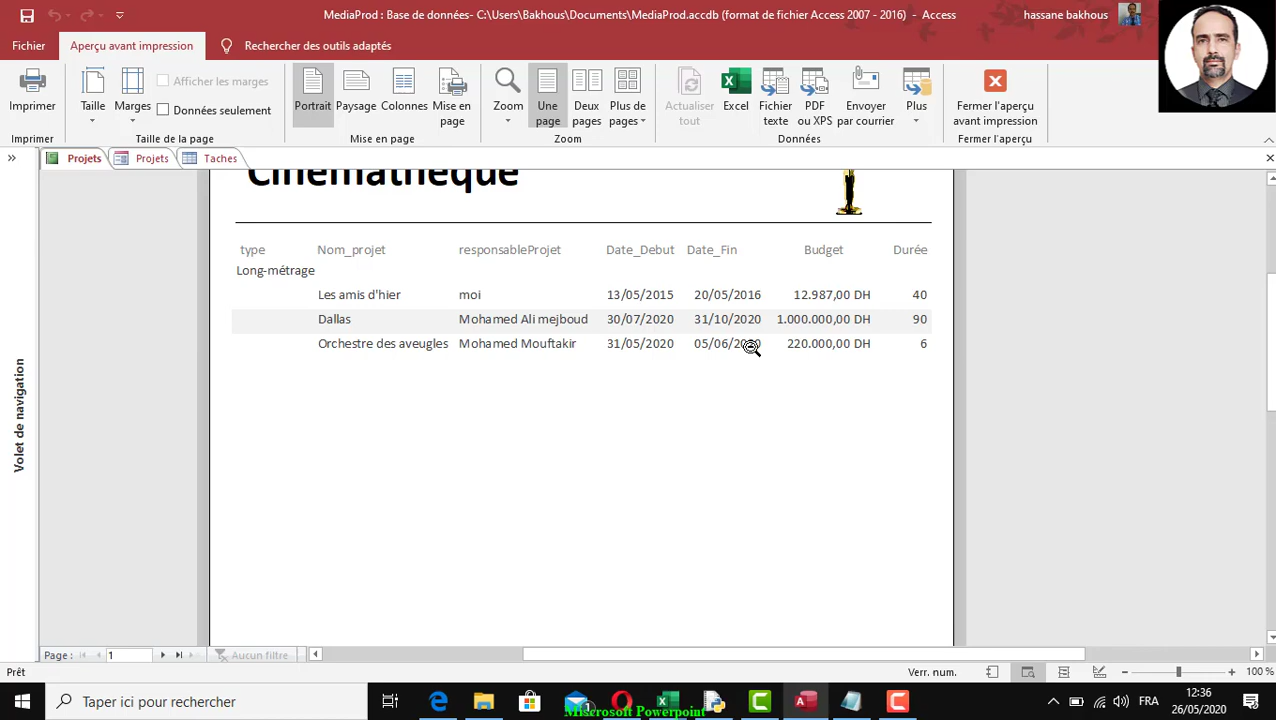 MediaProd : Base de données- C:\Users\Bakhous\Documents\MediaProd.accdb (format de fichier Access 2007 - 2016) - Access
hassane bakhous
Fichier
Aperçu avant impression
Rechercher des outils adaptés
Imprimer
Taille
Marges
Afficher les marges
Données seulement
Portrait
Paysage
Colonnes
Mise en page
Zoom
Une page
Deux pages
Plus de pages
Actualiser tout
Excel
Fichier texte
PDF ou XPS
Envoyer par courrier
Plus
Fermer l'aperçu avant impression
Imprimer
Taille de la page
Mise en page
Zoom
Données
Fermer l'aperçu
Projets
Projets
Taches
Volet de navigation
Cinémathèque
type Nom_projet responsableProjet Date_Debut Date_Fin Budget Durée
Long-métrage
Les amis d'hier moi 13/05/2015 20/05/2016 12.987,00 DH 40
Dallas Mohamed Ali mejboud 30/07/2020 31/10/2020 1.000.000,00 DH 90
Orchestre des aveugles Mohamed Mouftakir 31/05/2020 05/06/2020 220.000,00 DH 6
Page : 1
Aucun filtre
Prêt
Verr. num.
100 %
Taper ici pour rechercher
1
Miscrosoft Powerpoint
FRA
12:36
26/05/2020